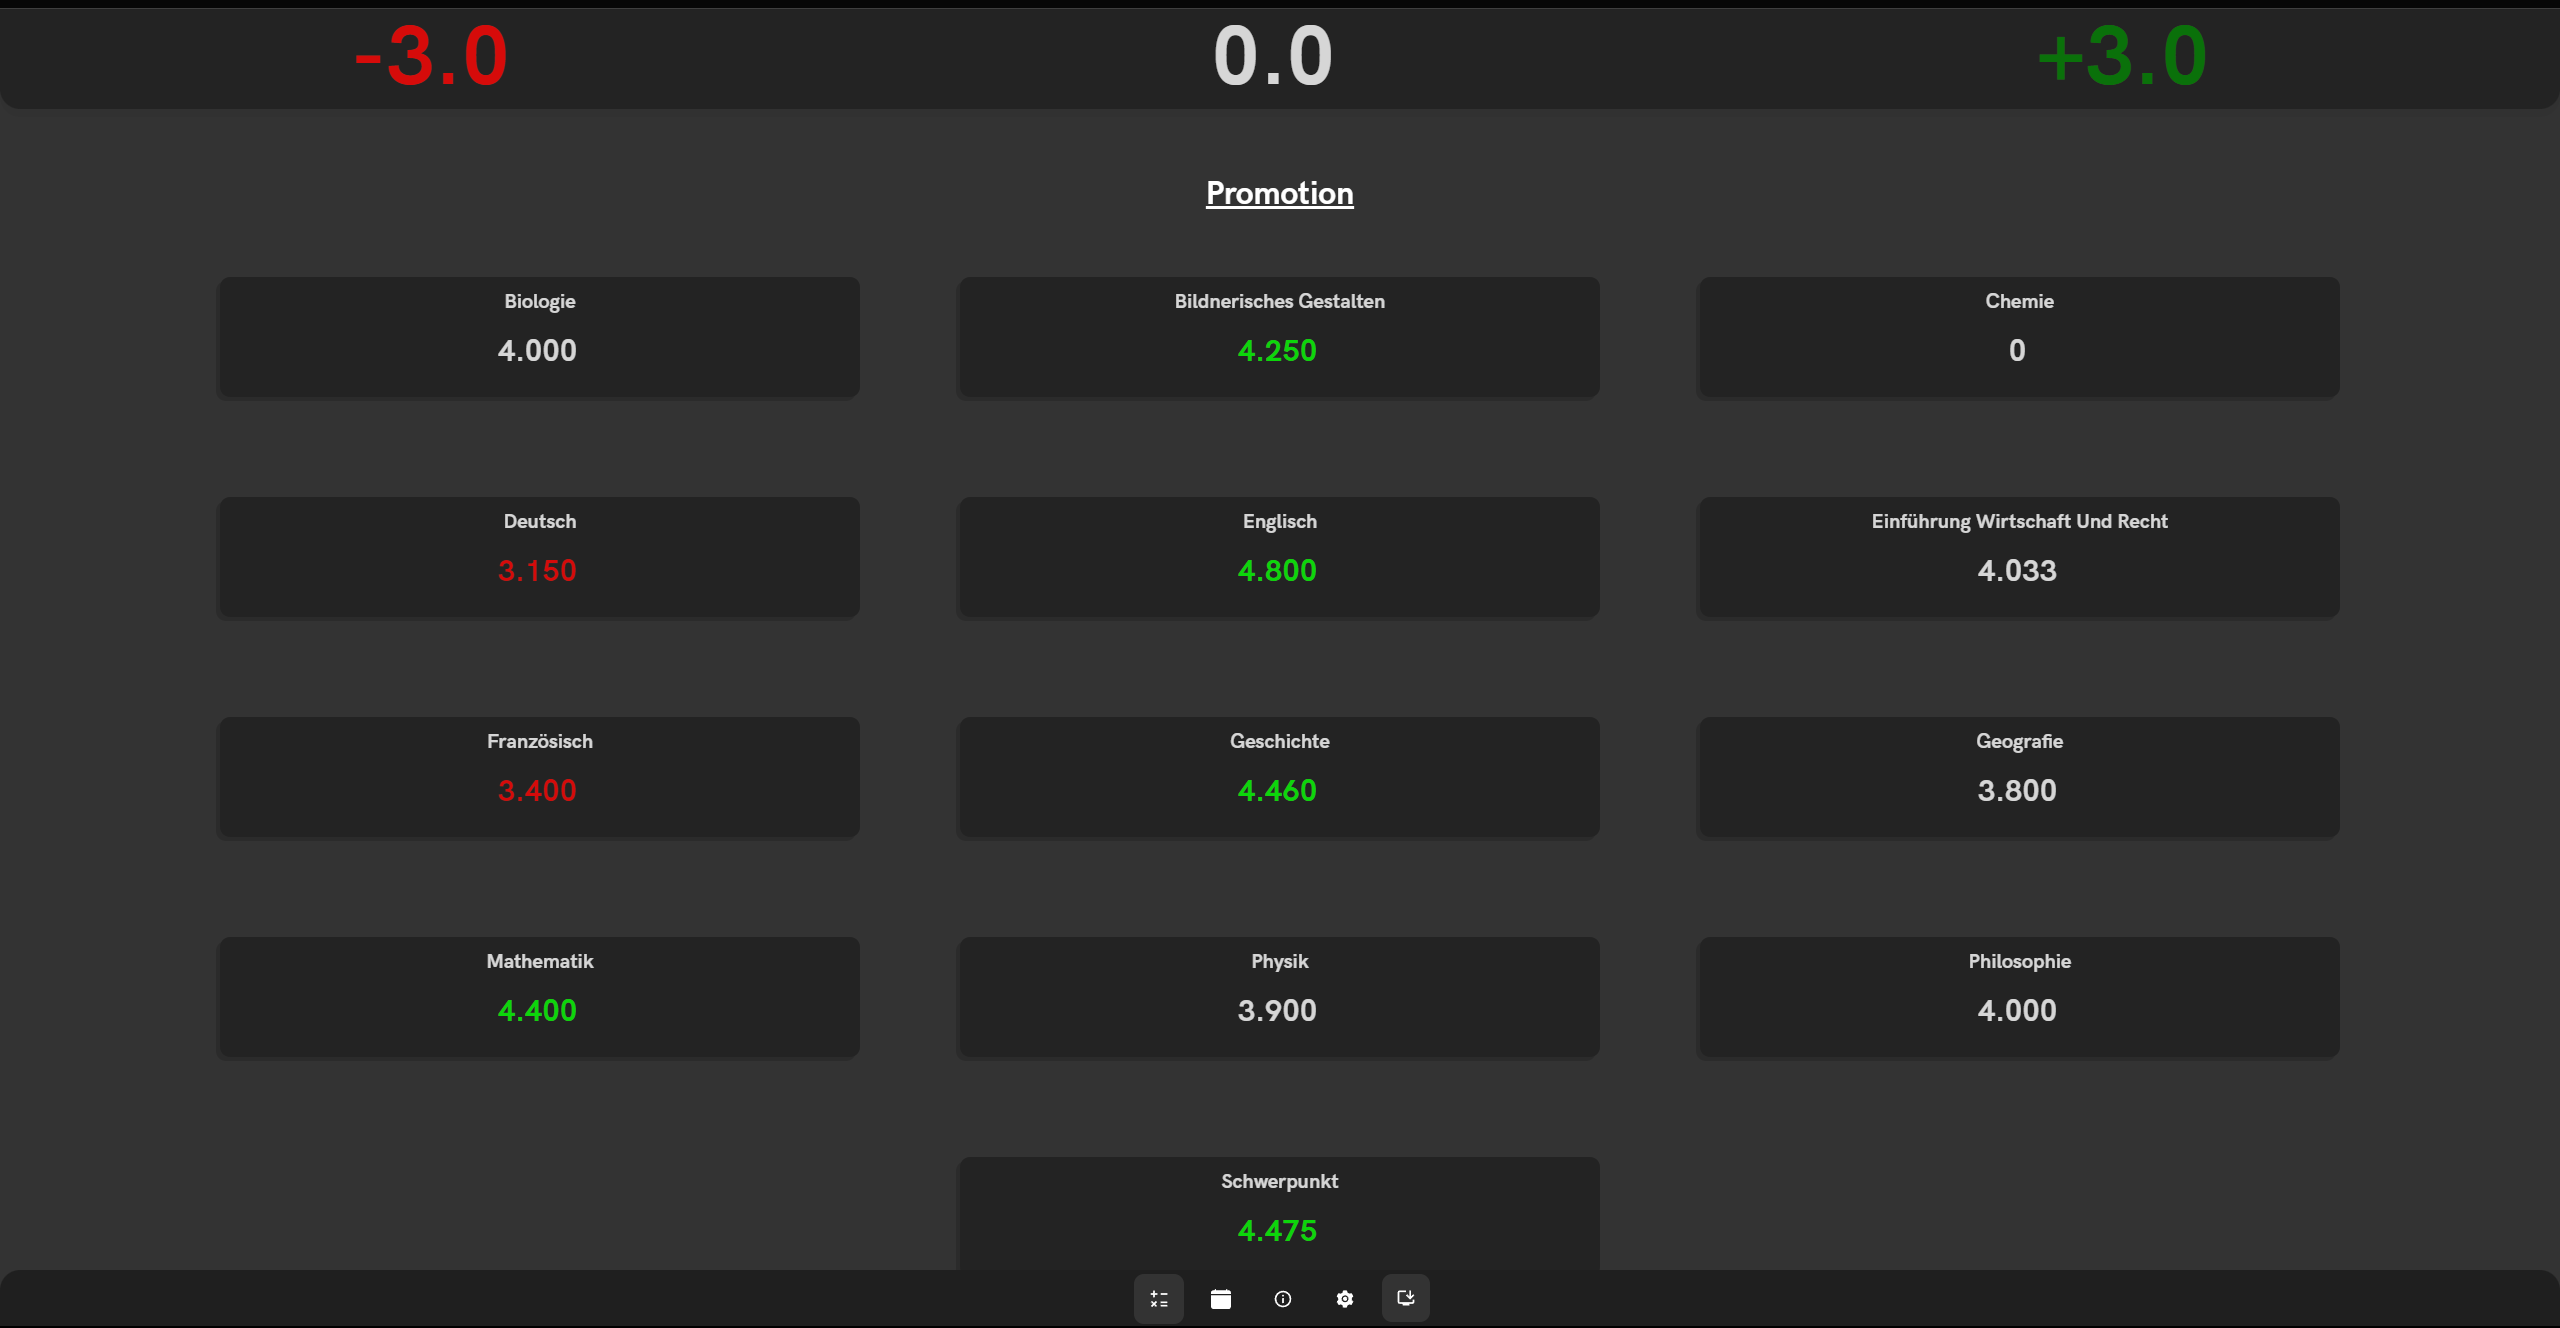 -3.0 0.0 +3.0
Promotion
Biologie
4.000
Bildnerisches Gestalten
4.250
Chemie
0
Deutsch
3.150
Englisch
4.800
Einführung Wirtschaft Und Recht
4.033
Französisch
3.400
Geschichte
4.460
Geografie
3.800
Mathematik
4.400
Physik
3.900
Philosophie
4.000
Schwerpunkt
4.475